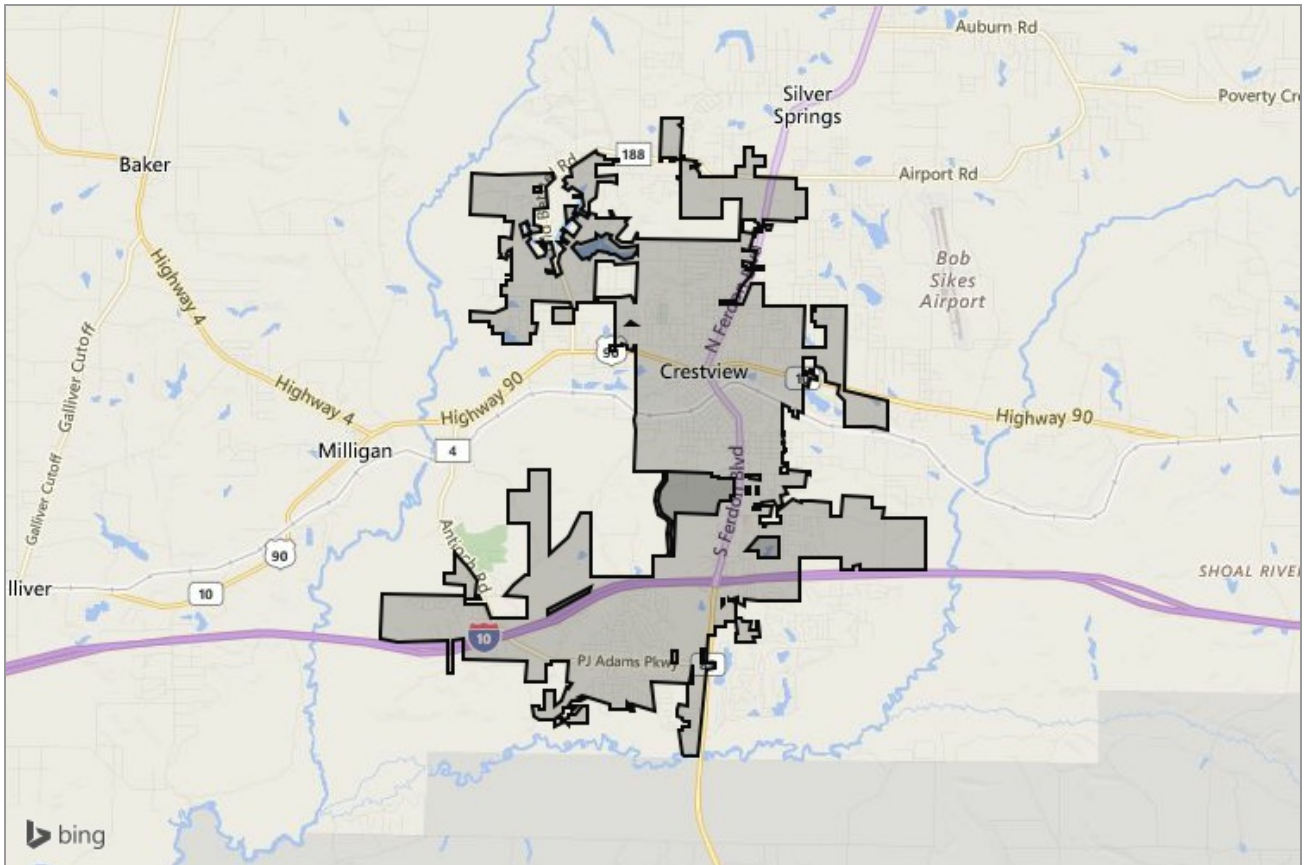 Auburn Rd
Silver
Springs
Poverty Cr
188
Baker
Airport Rd
Bob
Sikes
Airport
Highway 4
N Ferdon Blvd
Galliver Cutoff
90
Crestview
10
Highway 4
Highway 90
Highway 90
Milligan
4
S Ferdon Blvd
Galliver Cutoff
Antioch Rd
90
SHOAL RIVER
lliver
10
10
PJ Adams Pkwy
bing